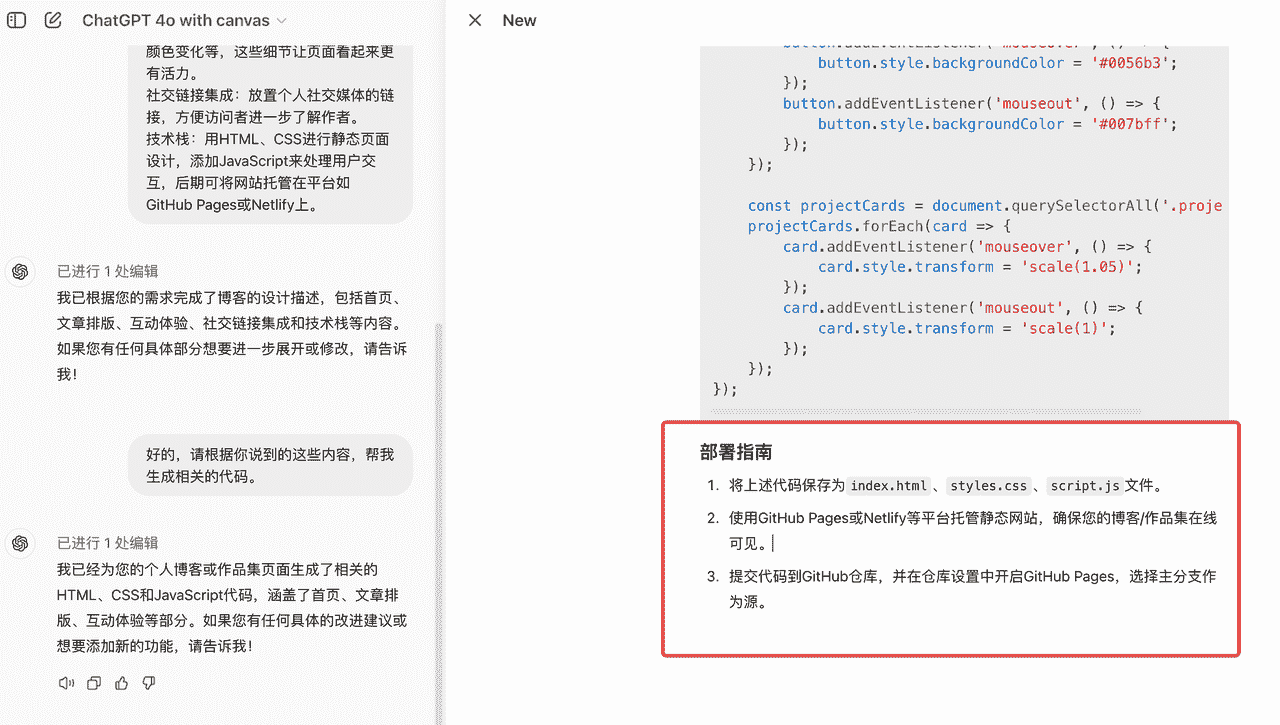 ChatGPT 4o with canvas
颜色变化等，这些细节让页面看起来更
有活力。
社交链接集成：放置个人社交媒体的链
接，方便访问者进一步了解作者。
技术栈：用HTML、CSS进行静态页面
设计，添加JavaScript来处理用户交
互，后期可将网站托管在平台如
GitHub Pages或Netlify上。
已进行 1 处编辑
我已根据您的需求完成了博客的设计描述，包括首页、
文章排版、互动体验、社交链接集成和技术栈等内容。
如果您有任何具体部分想要进一步展开或修改，请告诉
我！
好的，请根据你说到的这些内容，帮我
生成相关的代码。
已进行 1 处编辑
我已经为您的个人博客或作品集页面生成了相关的
HTML、CSS和JavaScript代码，涵盖了首页、文章排
版、互动体验等部分。如果您有任何具体的改进建议或
想要添加新的功能，请告诉我！
New
button.addEventListener('mouseover', () => {
button.style.backgroundColor = '#0056b3';
});
button.addEventListener('mouseout', () => {
button.style.backgroundColor = '#007bff';
});
});
const projectCards = document.querySelectorAll('.proje
projectCards.forEach(card => {
card.addEventListener('mouseover', () => {
card.style.transform = 'scale(1.05)';
});
card.addEventListener('mouseout', () => {
card.style.transform = 'scale(1)';
});
});
});
部署指南
1. 将上述代码保存为 index.html 、 styles.css 、 script.js 文件。
2. 使用GitHub Pages或Netlify等平台托管静态网站，确保您的博客/作品集在线
可见。
3. 提交代码到GitHub仓库，并在仓库设置中开启GitHub Pages，选择主分支作
为源。